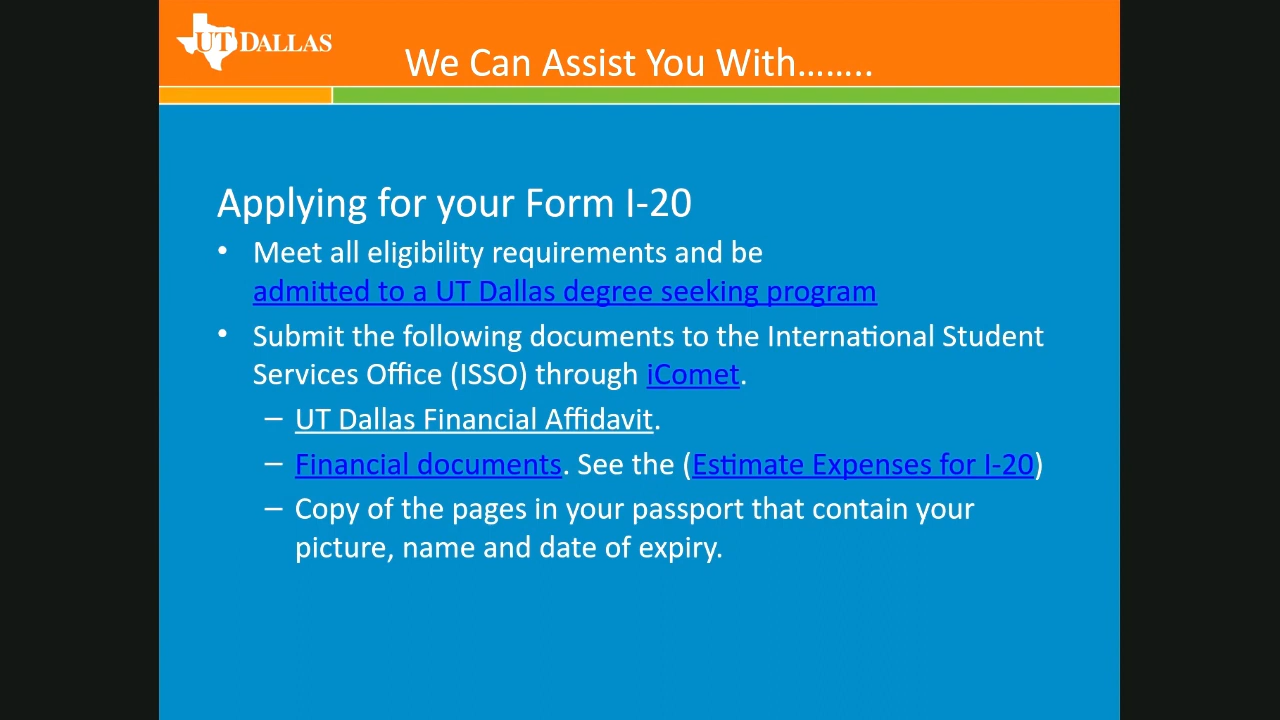 UT DALLAS
We Can Assist You With……..
Applying for your Form I-20
• Meet all eligibility requirements and be
admitted to a UT Dallas degree seeking program
• Submit the following documents to the International Student
Services Office (ISSO) through iComet.
– UT Dallas Financial Affidavit.
– Financial documents. See the (Estimate Expenses for I-20)
– Copy of the pages in your passport that contain your
picture, name and date of expiry.